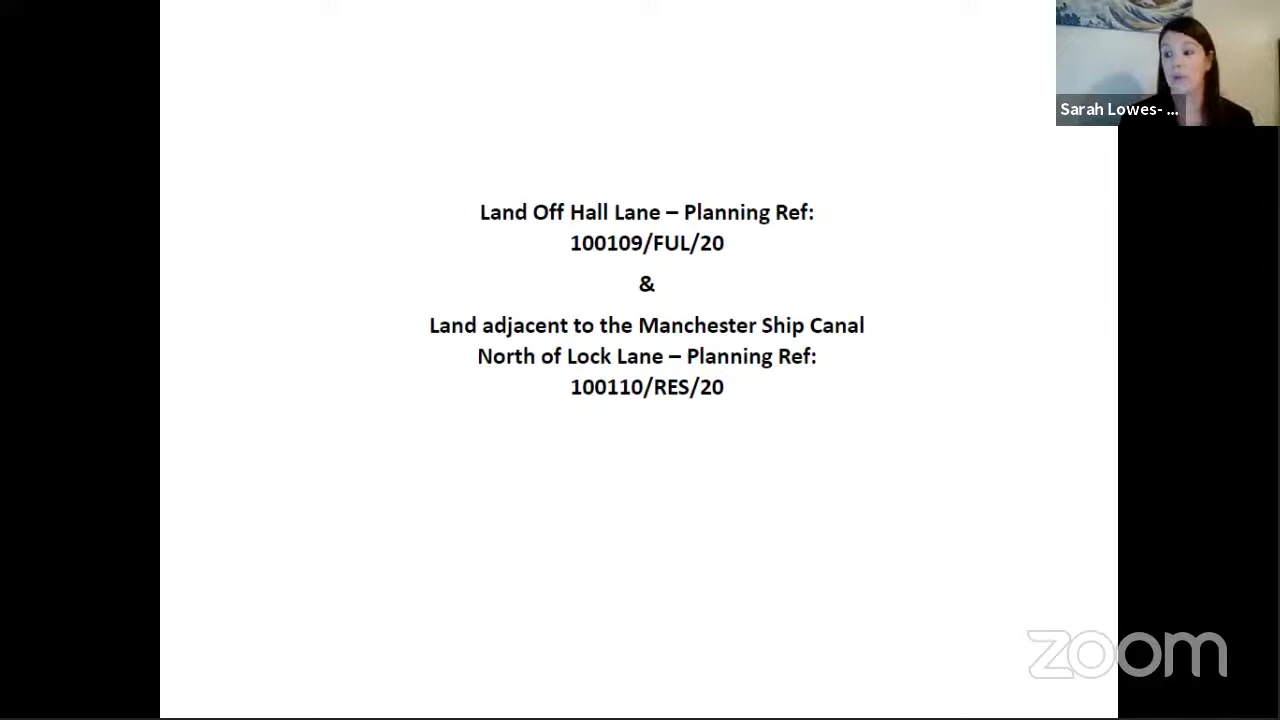 Sarah Lowes- ...
Land Off Hall Lane – Planning Ref:
100109/FUL/20
&
Land adjacent to the Manchester Ship Canal
North of Lock Lane – Planning Ref:
100110/RES/20
zoom